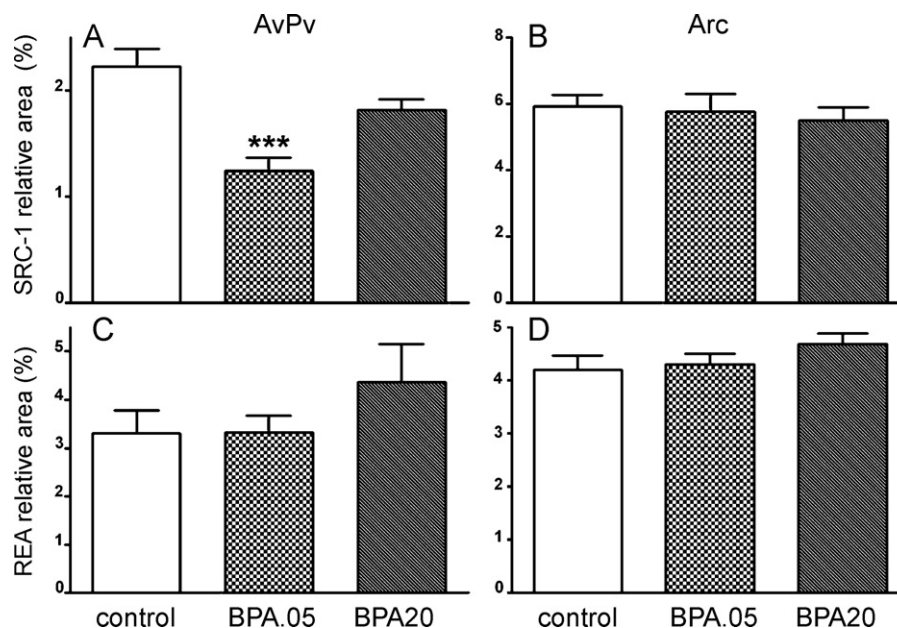 AvPv
Arc
A
B
SRC-1 relative area (%)
2
1
0
***
8
6
4
2
0
C
D
REA relative area (%)
5
4
3
2
1
0
5
4
3
2
1
0
control BPA.05 BPA20
control BPA.05 BPA20